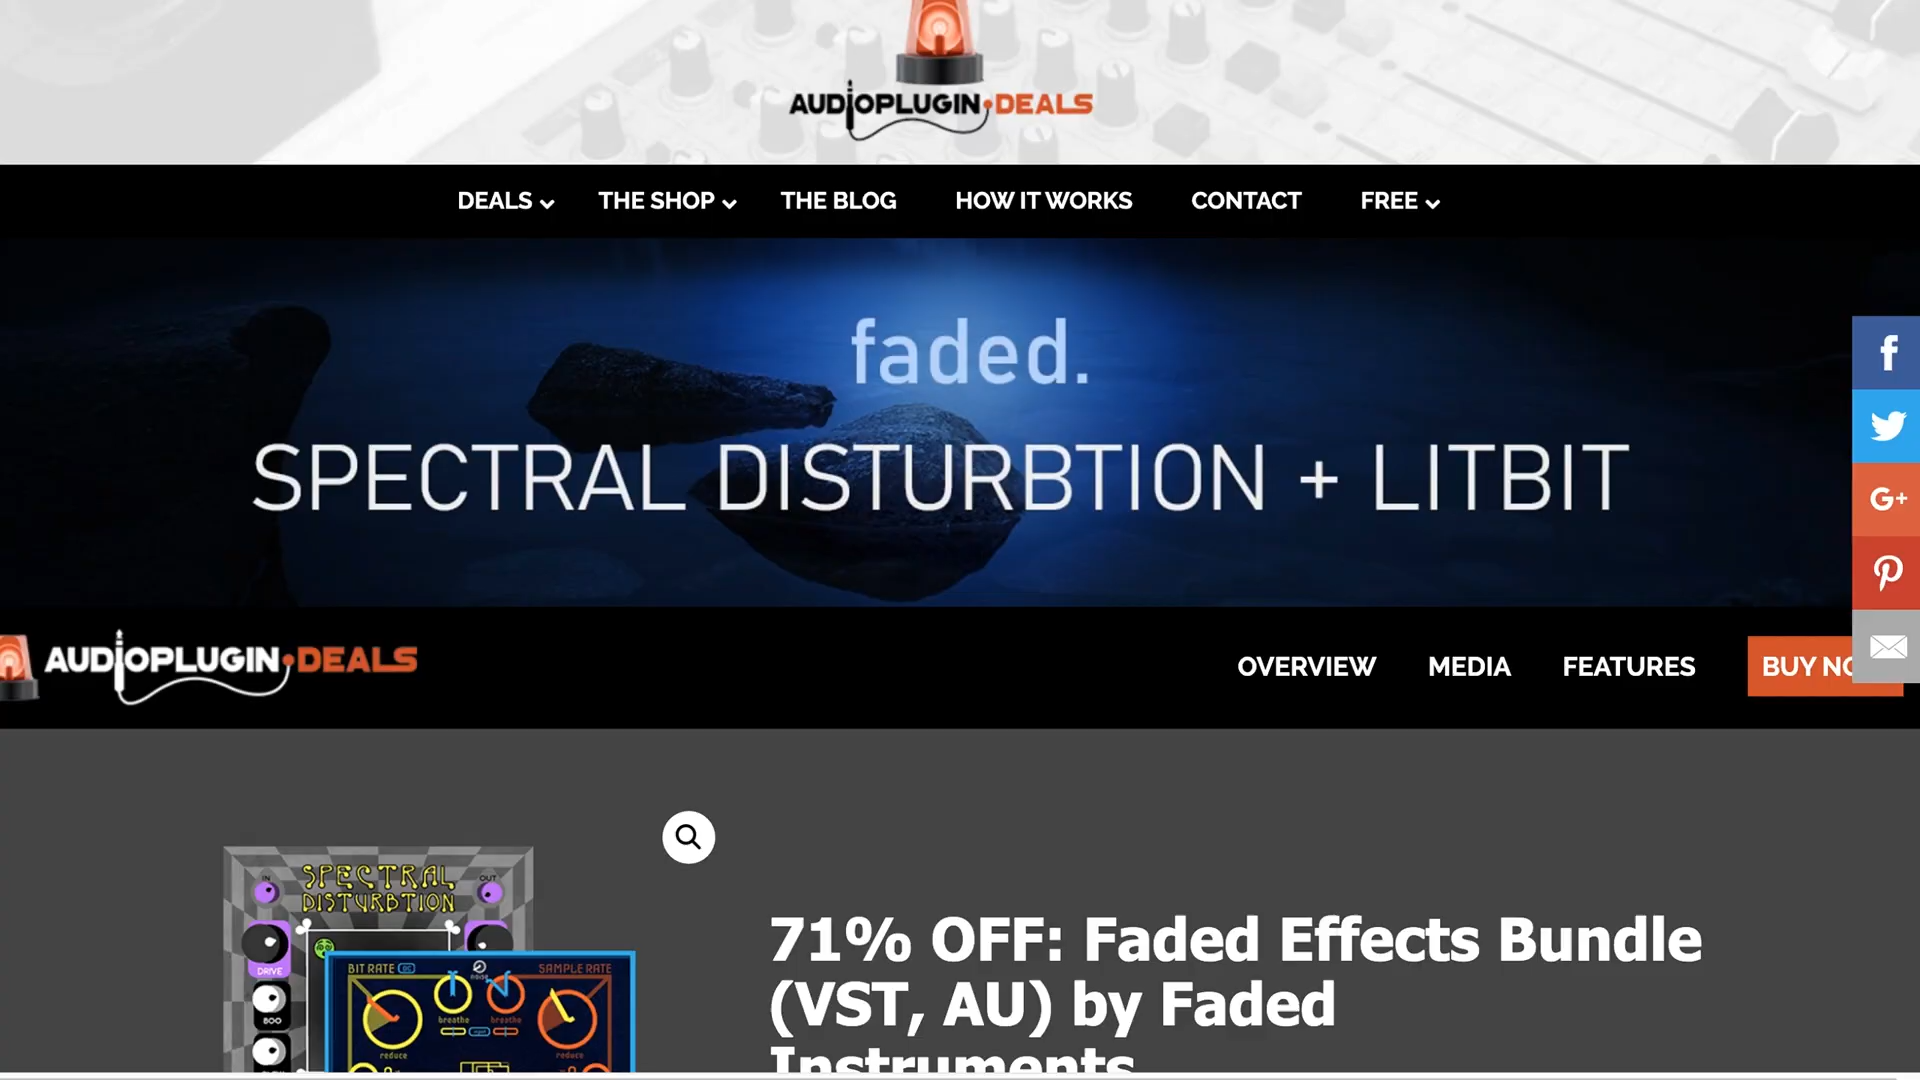 AUDIOPLUGIN•DEALS
DEALS THE SHOP THE BLOG HOW IT WORKS CONTACT FREE
faded.
SPECTRAL DISTURBTION + LITBIT
f
G+
AUDIOPLUGIN•DEALS
OVERVIEW MEDIA FEATURES BUY NO
SPECTRAL
DISTURBTION
IN OUT
DRIVE
BIT RATE SAMPLE RATE
breathe breathe
reduce reduce
BOO
71% OFF: Faded Effects Bundle
(VST, AU) by Faded
Instruments